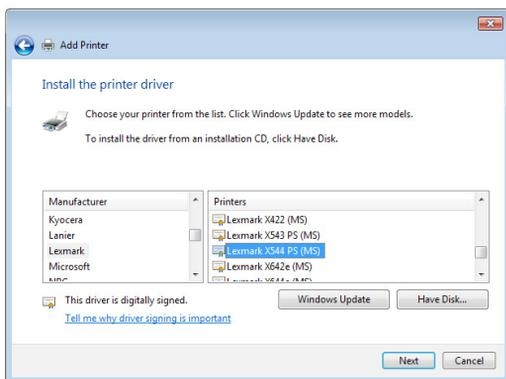 Add Printer
Install the printer driver
Choose your printer from the list. Click Windows Update to see more models.
To install the driver from an installation CD, click Have Disk.
Manufacturer
Kyocera
Lanier
Lexmark
Microsoft
Printers
Lexmark X422 (MS)
Lexmark X543 PS (MS)
Lexmark X544 PS (MS)
Lexmark X642e (MS)
This driver is digitally signed.
Tell me why driver signing is important
Windows Update
Have Disk...
Next
Cancel